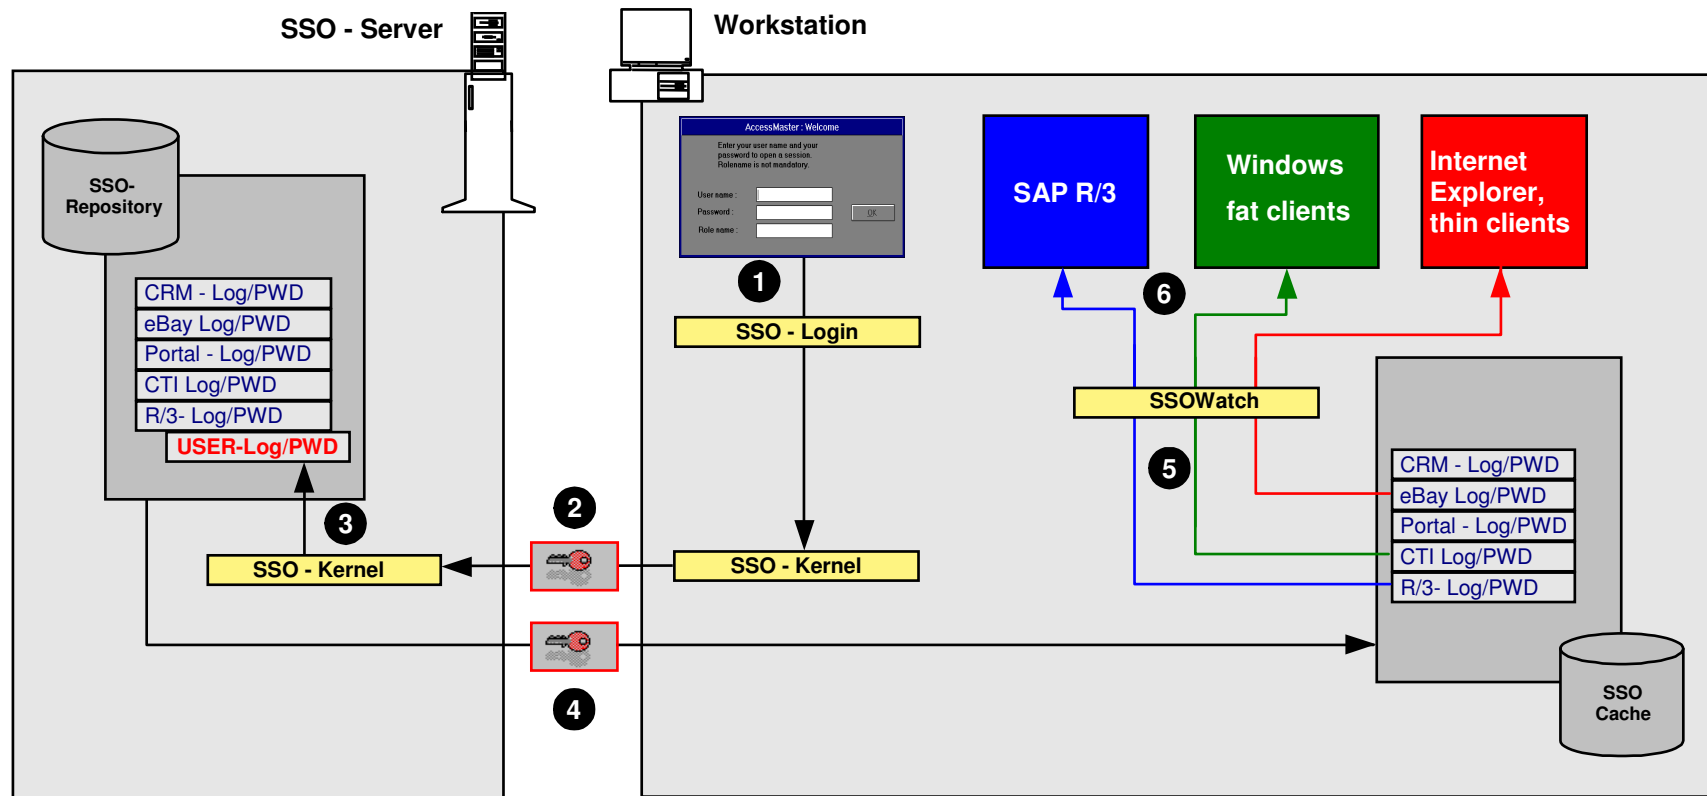 SSO - Server
Workstation
SSO-
Repository
CRM - Log/PWD
eBay Log/PWD
Portal - Log/PWD
CTI Log/PWD
R/3- Log/PWD
USER-Log/PWD
3
SSO - Kernel
2
4
AccessMaster : Welcome
Enter your user name and your
password to open a session.
Rolename is not mandatory.
User name :
Password :
OK
Role name :
1
SSO - Login
SSO - Kernel
SAP R/3
Windows
fat clients
Internet
Explorer,
thin clients
6
SSOWatch
5
CRM - Log/PWD
eBay Log/PWD
Portal - Log/PWD
CTI Log/PWD
R/3- Log/PWD
SSO
Cache